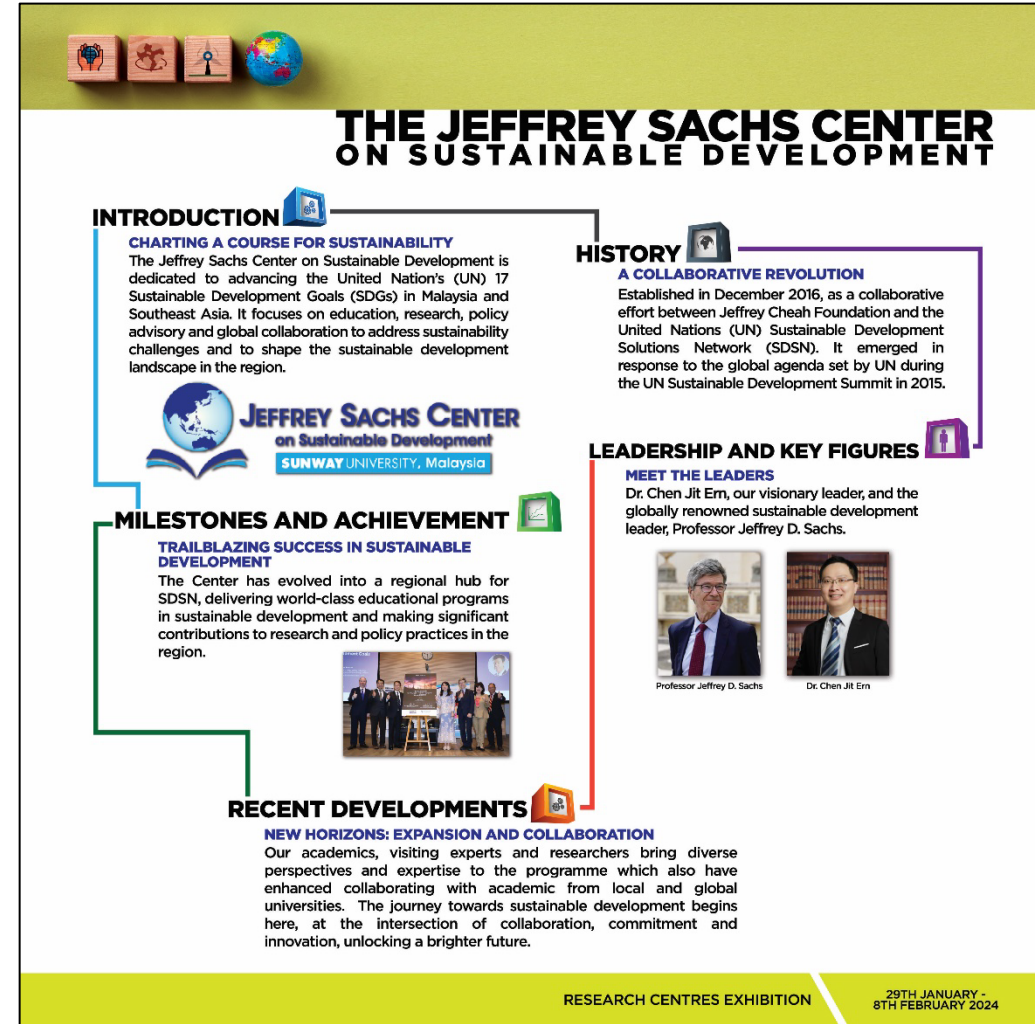 THE JEFFREY SACHS CENTER
ON SUSTAINABLE DEVELOPMENT
INTRODUCTION
CHARTING A COURSE FOR SUSTAINABILITY
The Jeffrey Sachs Center on Sustainable Development is
dedicated to advancing the United Nation's (UN) 17
Sustainable Development Goals (SDGs) in Malaysia and
Southeast Asia. It focuses on education, research, policy
advisory and global collaboration to address sustainability
challenges and to shape the sustainable development
landscape in the region.
JEFFREY SACHS CENTER
on Sustainable Development
SUNWAY UNIVERSITY, Malaysia
HISTORY
A COLLABORATIVE REVOLUTION
Established in December 2016, as a collaborative
effort between Jeffrey Cheah Foundation and the
United Nations (UN) Sustainable Development
Solutions Network (SDSN). It emerged in
response to the global agenda set by UN during
the UN Sustainable Development Summit in 2015.
LEADERSHIP AND KEY FIGURES
MEET THE LEADERS
Dr. Chen Jit Ern, our visionary leader, and the
globally renowned sustainable development
leader, Professor Jeffrey D. Sachs.
Professor Jeffrey D. Sachs
Dr. Chen Jit Ern
MILESTONES AND ACHIEVEMENT
TRAILBLAZING SUCCESS IN SUSTAINABLE
DEVELOPMENT
The Center has evolved into a regional hub for
SDSN, delivering world-class educational programs
in sustainable development and making significant
contributions to research and policy practices in the
region.
RECENT DEVELOPMENTS
NEW HORIZONS: EXPANSION AND COLLABORATION
Our academics, visiting experts and researchers bring diverse
perspectives and expertise to the programme which also have
enhanced collaborating with academic from local and global
universities. The journey towards sustainable development begins
here, at the intersection of collaboration, commitment and
innovation, unlocking a brighter future.
RESEARCH CENTRES EXHIBITION
29TH JANUARY -
8TH FEBRUARY 2024